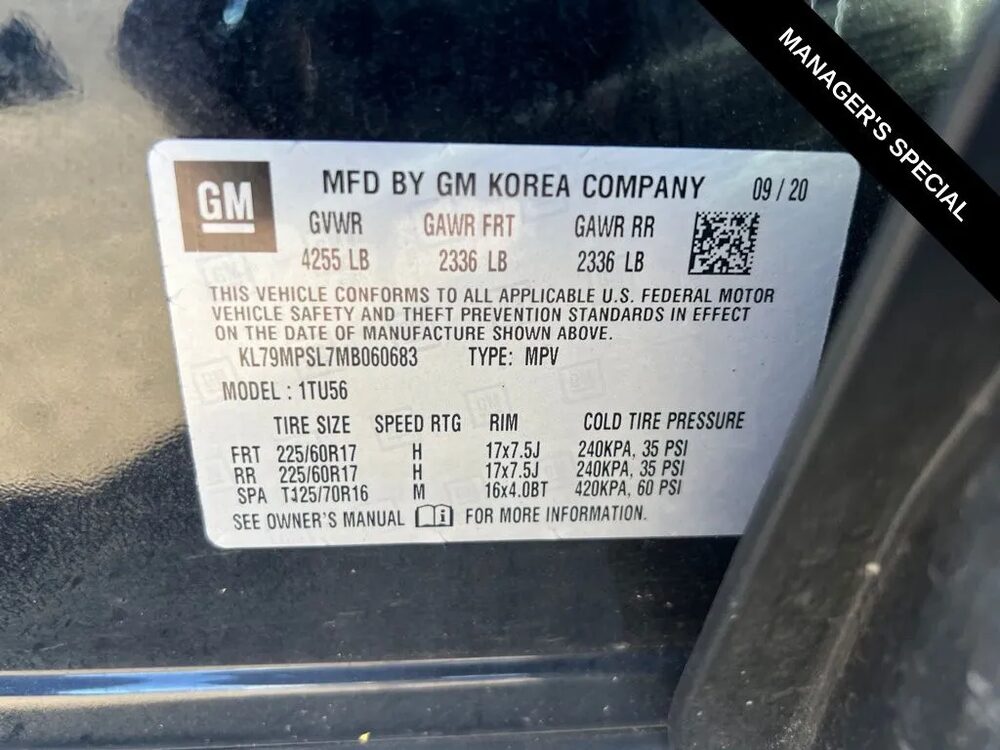 MANAGER'S SPECIAL
GM MFD BY GM KOREA COMPANY 09 / 20
GVWR GAWR FRT GAWR RR
4255 LB 2336 LB 2336 LB
THIS VEHICLE CONFORMS TO ALL APPLICABLE U.S. FEDERAL MOTOR
VEHICLE SAFETY AND THEFT PREVENTION STANDARDS IN EFFECT
ON THE DATE OF MANUFACTURE SHOWN ABOVE.
KL79MPSL7MB060683 TYPE: MPV
MODEL : 1TU56
TIRE SIZE SPEED RTG RIM COLD TIRE PRESSURE
FRT 225/60R17 H 17x7.5J 240KPA, 35 PSI
RR 225/60R17 H 17x7.5J 240KPA, 35 PSI
SPA T125/70R16 M 16x4.0BT 420KPA, 60 PSI
SEE OWNER'S MANUAL i FOR MORE INFORMATION.